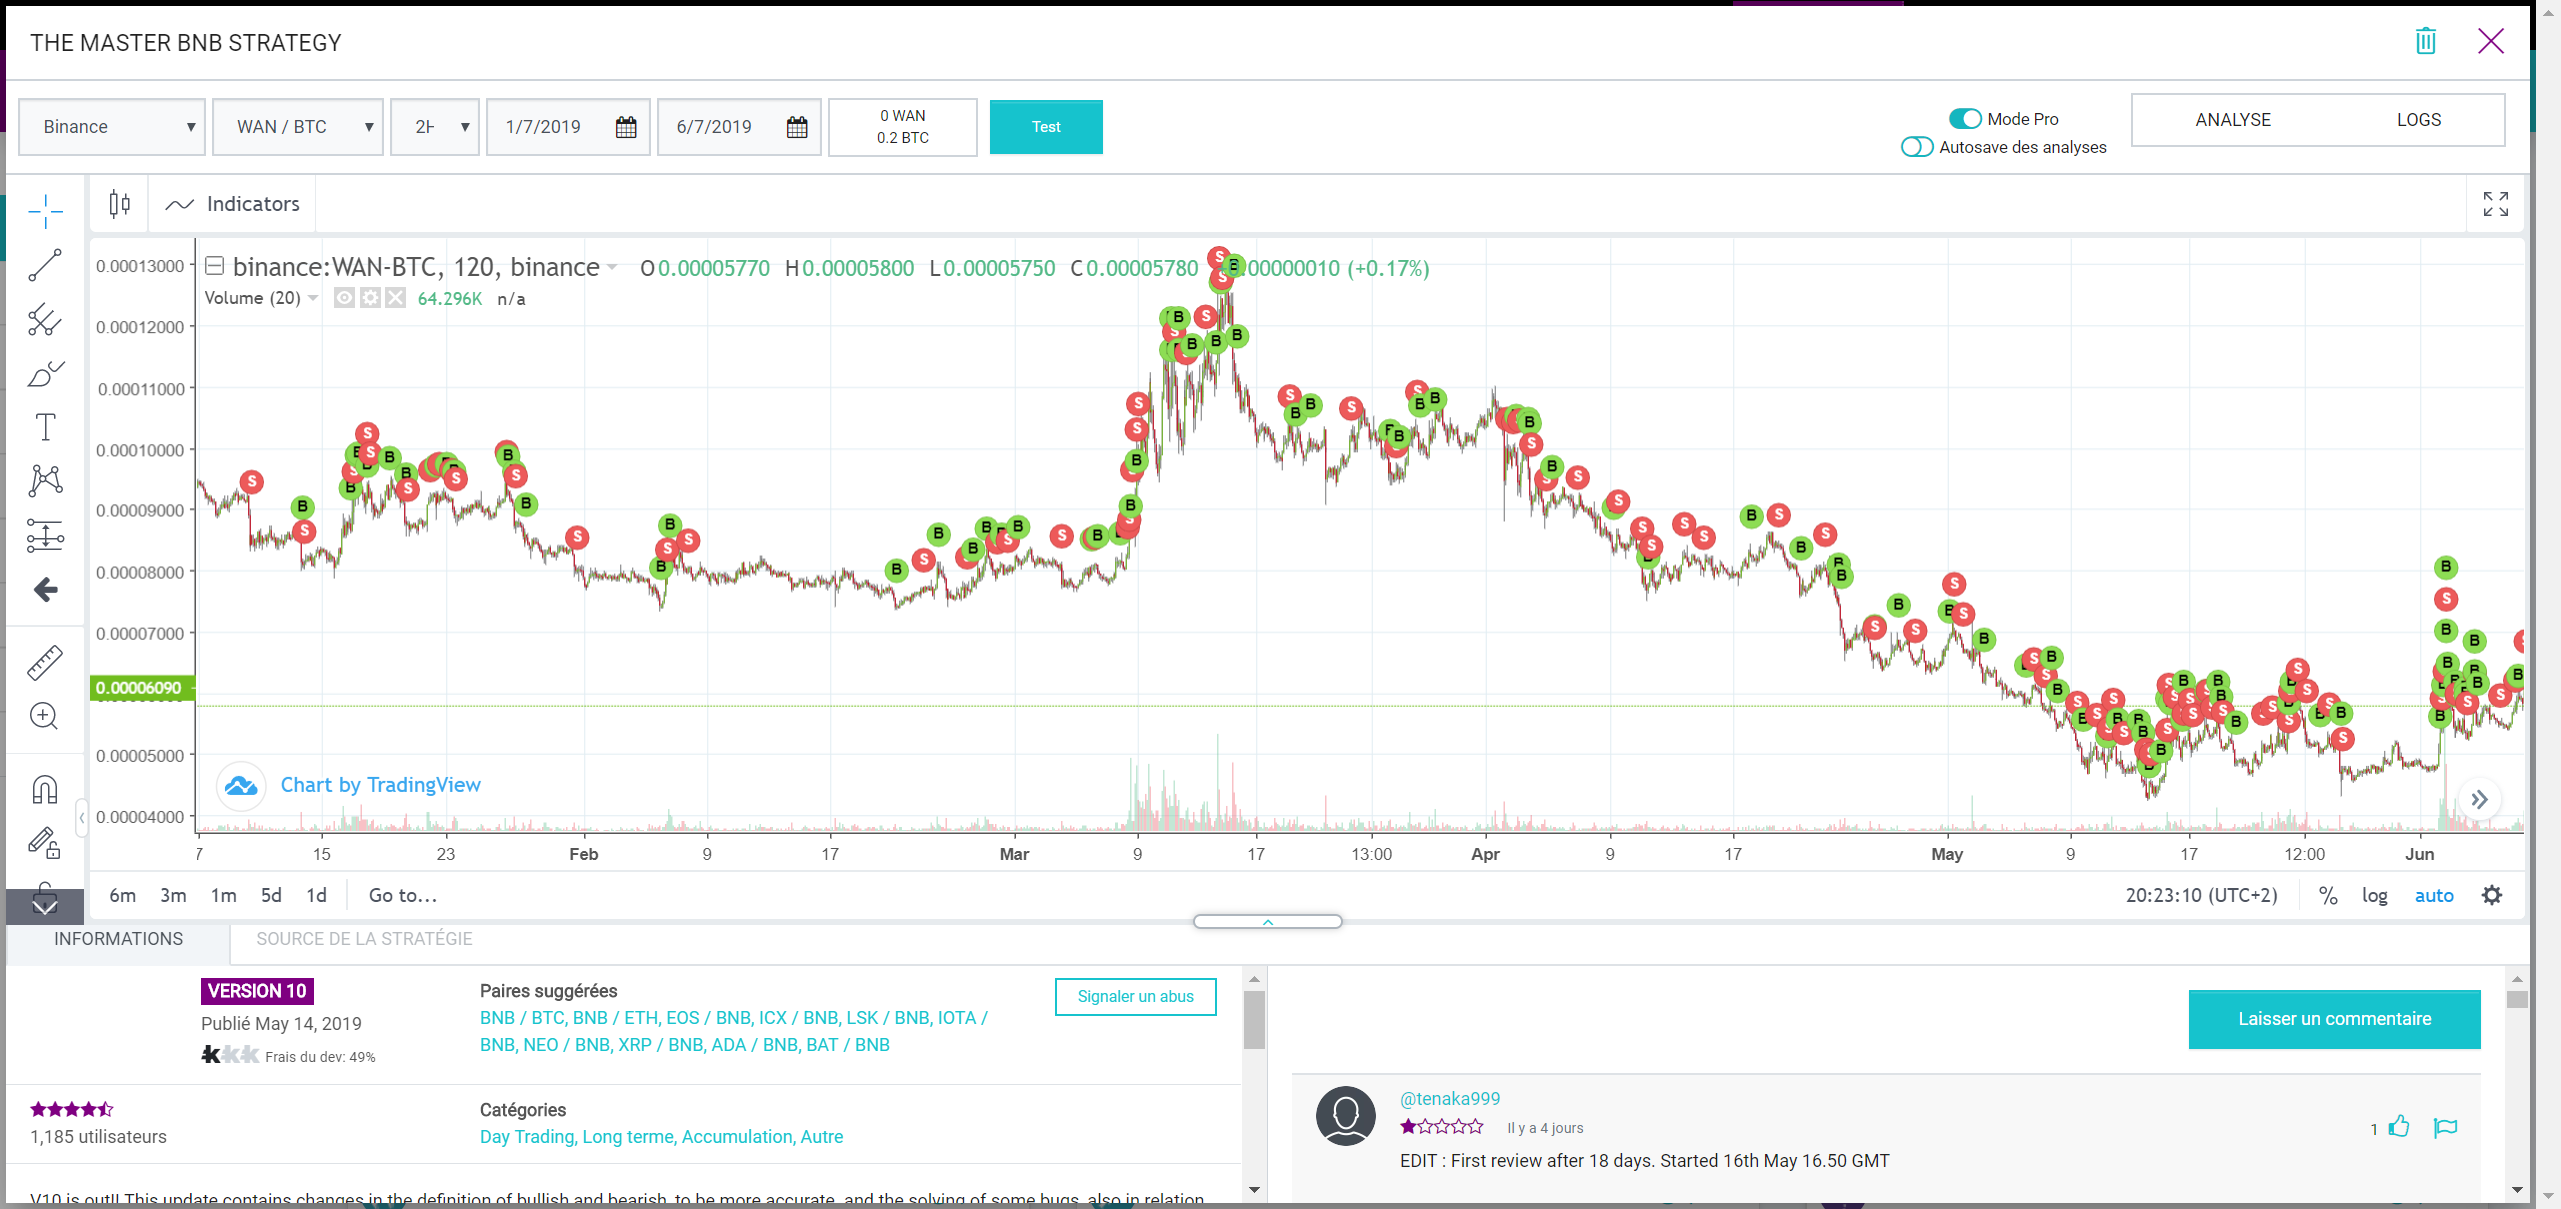 THE MASTER BNB STRATEGY
Binance
WAN / BTC
2H
1/7/2019
6/7/2019
0 WAN
0.2 BTC
Test
Mode Pro
Autosave des analyses
ANALYSE
LOGS
Indicators
binance:WAN-BTC, 120, binance
O0.00005770 H0.00005800 L0.00005750 C0.00005780 0.00000010 (+0.17%)
Volume (20) 64.296K n/a
0.00013000
0.00012000
0.00011000
0.00010000
0.00009000
0.00008000
0.00007000
0.00006090
0.00005000
0.00004000
Chart by TradingView
7 15 23 Feb 9 17 Mar 9 17 13:00 Apr 9 17 May 9 17 12:00 Jun
6m 3m 1m 5d 1d Go to...
20:23:10 (UTC+2) % log auto
INFORMATIONS
SOURCE DE LA STRATÉGIE
VERSION 10
Publié May 14, 2019
Frais du dev: 49%
Paires suggérées
BNB / BTC, BNB / ETH, EOS / BNB, ICX / BNB, LSK / BNB, IOTA /
BNB, NEO / BNB, XRP / BNB, ADA / BNB, BAT / BNB
Signaler un abus
1,185 utilisateurs
Catégories
Day Trading, Long terme, Accumulation, Autre
V10 is out!! This update contains changes in the definition of bullish and bearish, to be more accurate, and the solving of some bugs, also in relation
Laisser un commentaire
@tenaka999
Il y a 4 jours
1
EDIT : First review after 18 days. Started 16th May 16.50 GMT